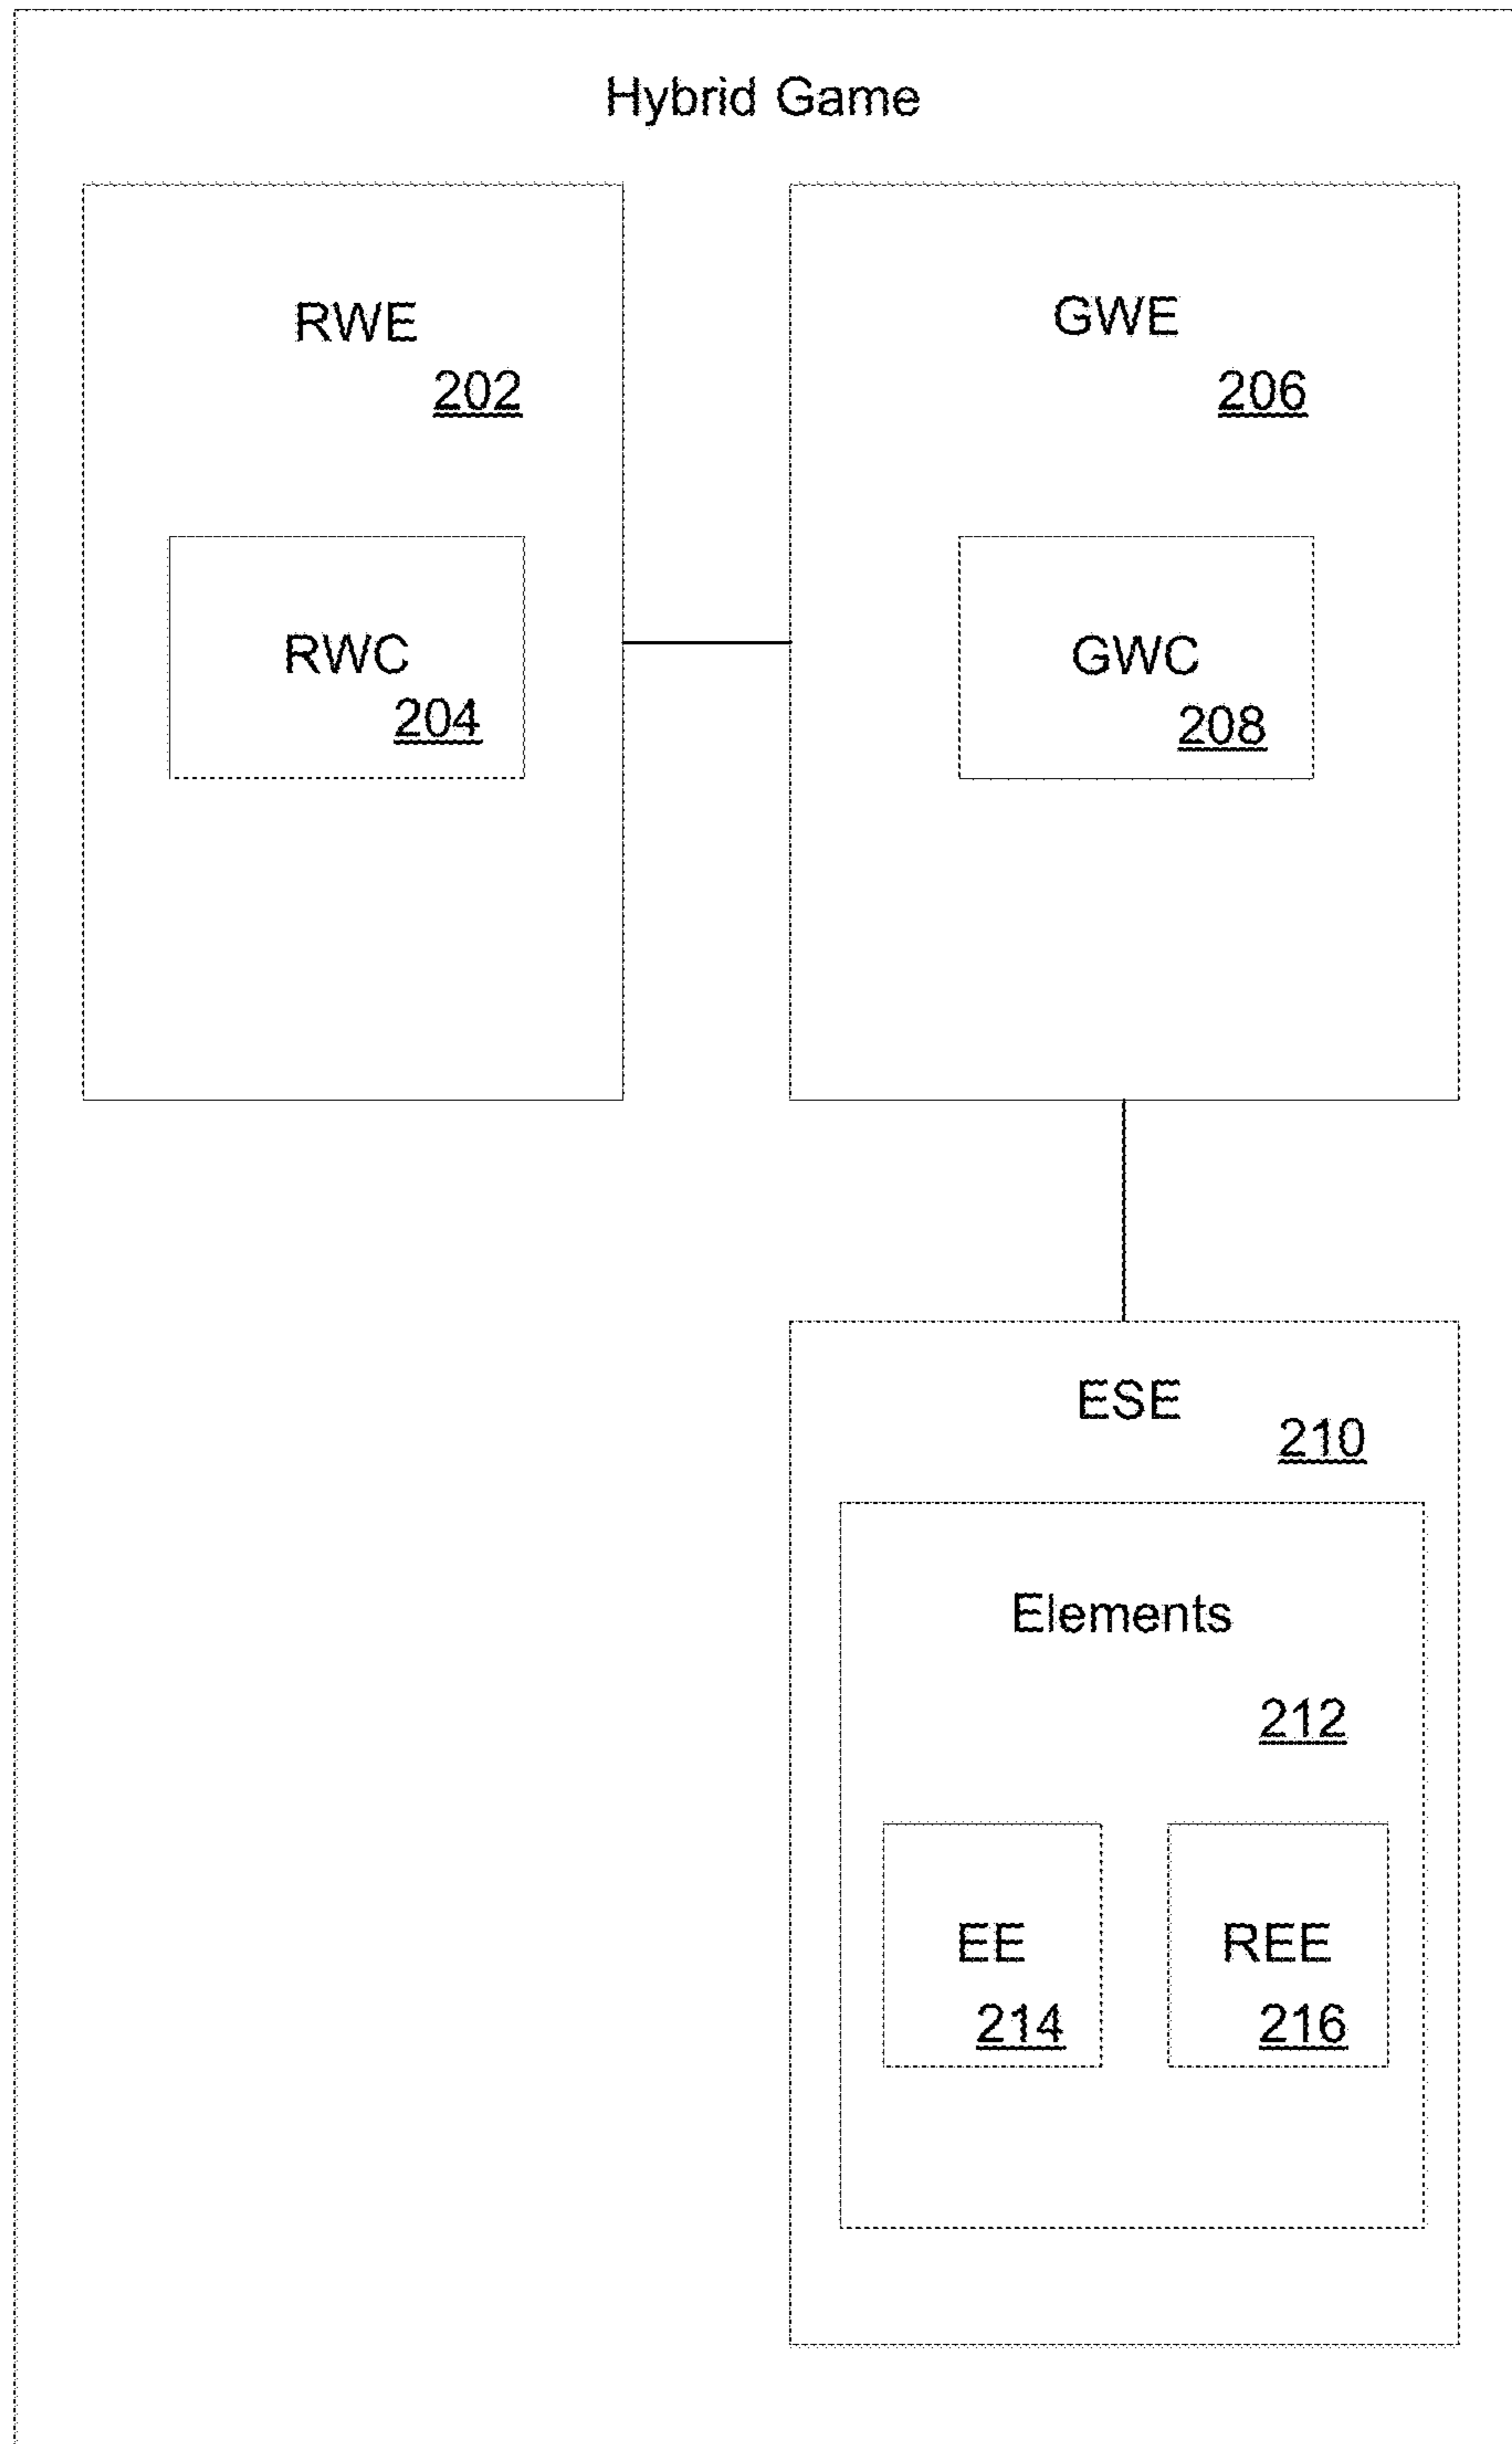 Hybrid Game
RWE
202
RWC
204
GWE
206
GWC
208
ESE
210
Elements
212
EE
214
REE
216